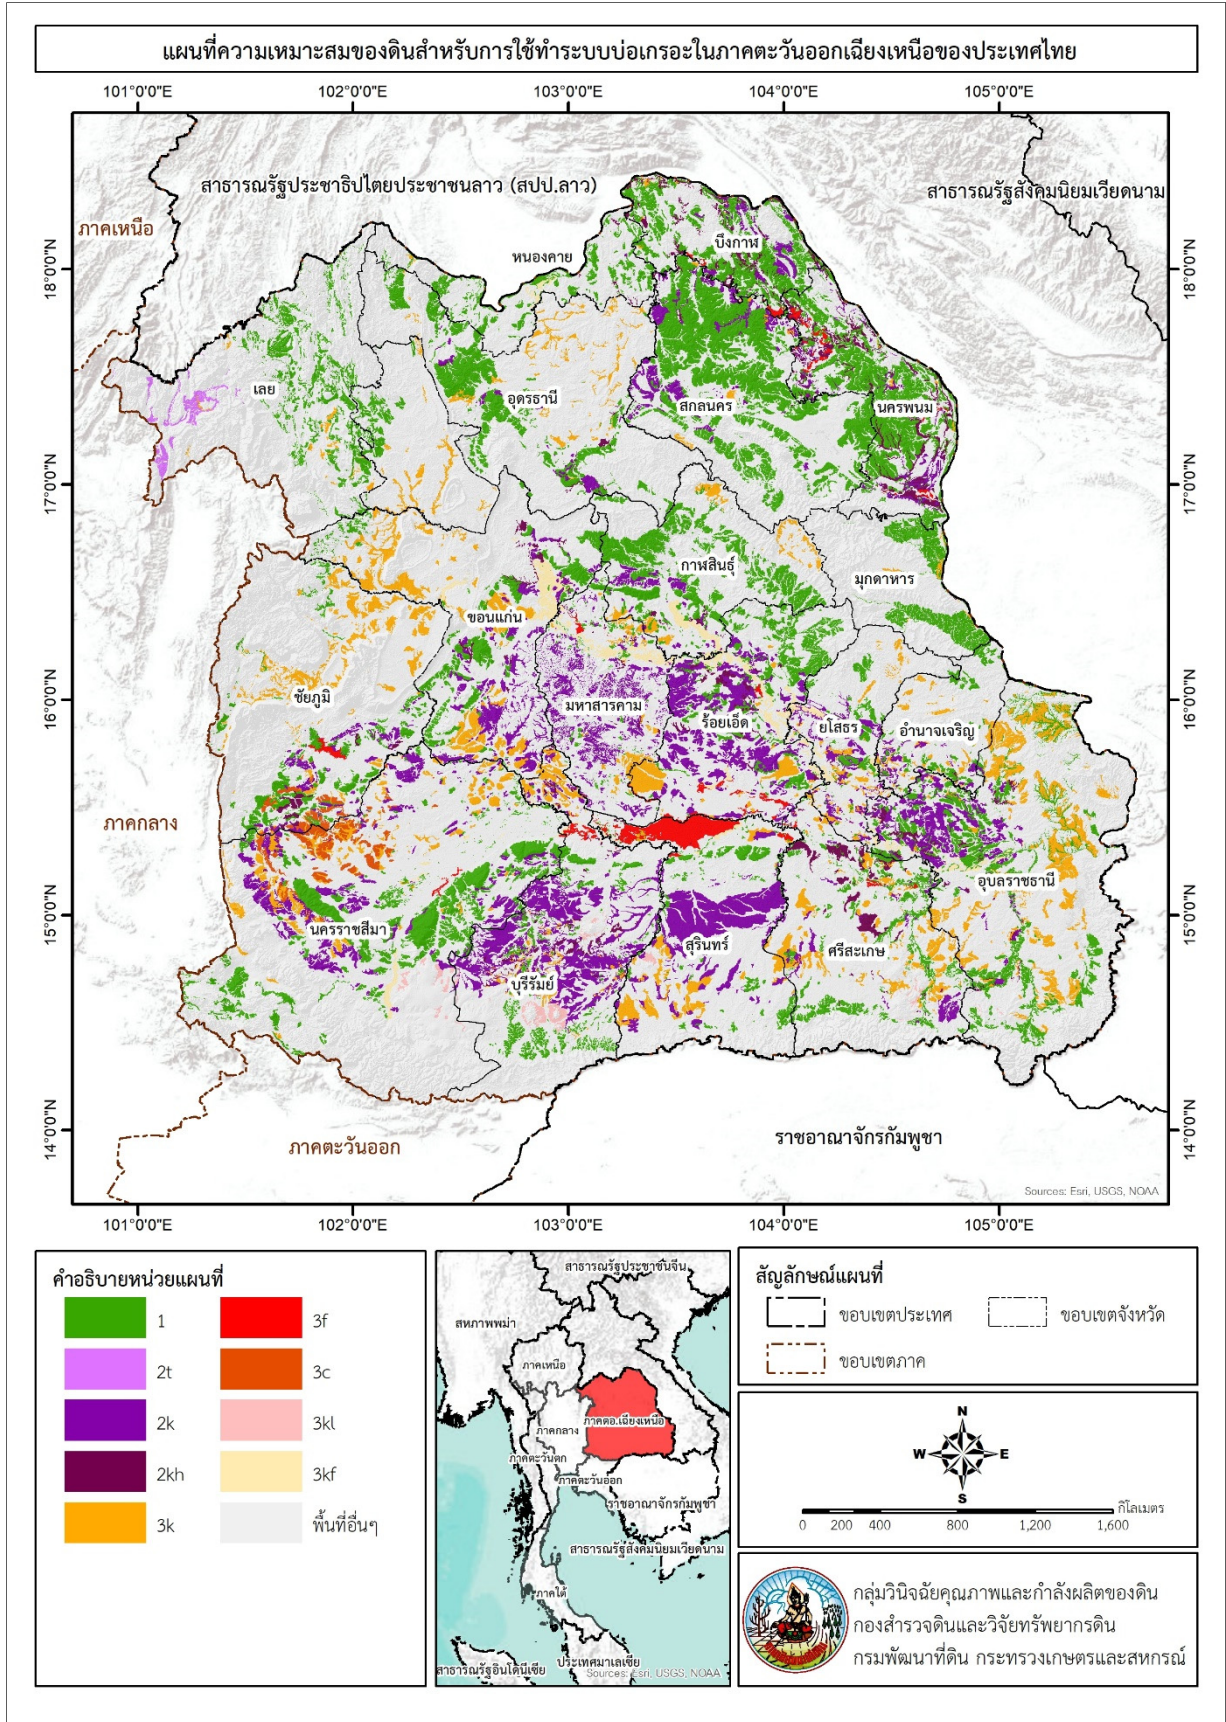 แผนที่ความเหมาะสมของดินสำหรับการใช้ทำระบบบ่อเกรอะในภาคตะวันออกเฉียงเหนือของประเทศไทย
101°0'0"E 102°0'0"E 103°0'0"E 104°0'0"E 105°0'0"E
สาธารณรัฐประชาธิปไตยประชาชนลาว (สปป.ลาว)
สาธารณรัฐสังคมนิยมเวียดนาม
ภาคเหนือ
บึงกาฬ
หนองคาย
18°0'0"N
18°0'0"N
เลย
อุดรธานี
สกลนคร
นครพนม
17°0'0"N
17°0'0"N
กาฬสินธุ์
มุกดาหาร
ขอนแก่น
ชัยภูมิ
มหาสารคาม
ร้อยเอ็ด
ยโสธร
อำนาจเจริญ
16°0'0"N
16°0'0"N
ภาคกลาง
อุบลราชธานี
15°0'0"N
15°0'0"N
นครราชสีมา
บุรีรัมย์
สุรินทร์
ศรีสะเกษ
14°0'0"N
14°0'0"N
ภาคตะวันออก
ราชอาณาจักรกัมพูชา
Sources: Esri, USGS, NOAA
101°0'0"E 102°0'0"E 103°0'0"E 104°0'0"E 105°0'0"E
คำอธิบายหน่วยแผนที่
1 3f
2t 3c
2k 3kl
2kh 3kf
3k พื้นที่อื่นๆ
สาธารณรัฐประชาชนจีน
สหภาพพม่า
ภาคเหนือ
ภาคตอ.เฉียงเหนือ
ภาคกลาง
ภาคตะวันตก
ภาคตะวันออก
ราชอาณาจักรกัมพูชา
สาธารณรัฐสังคมนิยมเวียดนาม
ภาคใต้
ประเทศมาเลเซีย
สาธารณรัฐอินโดนีเซีย
Sources: Esri, USGS, NOAA
สัญลักษณ์แผนที่
ขอบเขตประเทศ ขอบเขตจังหวัด
ขอบเขตภาค
N
W E
S
กิโลเมตร
0 200 400 800 1,200 1,600
กลุ่มวินิจฉัยคุณภาพและกำลังผลิตของดิน
กองสำรวจดินและวิจัยทรัพยากรดิน
กรมพัฒนาที่ดิน กระทรวงเกษตรและสหกรณ์